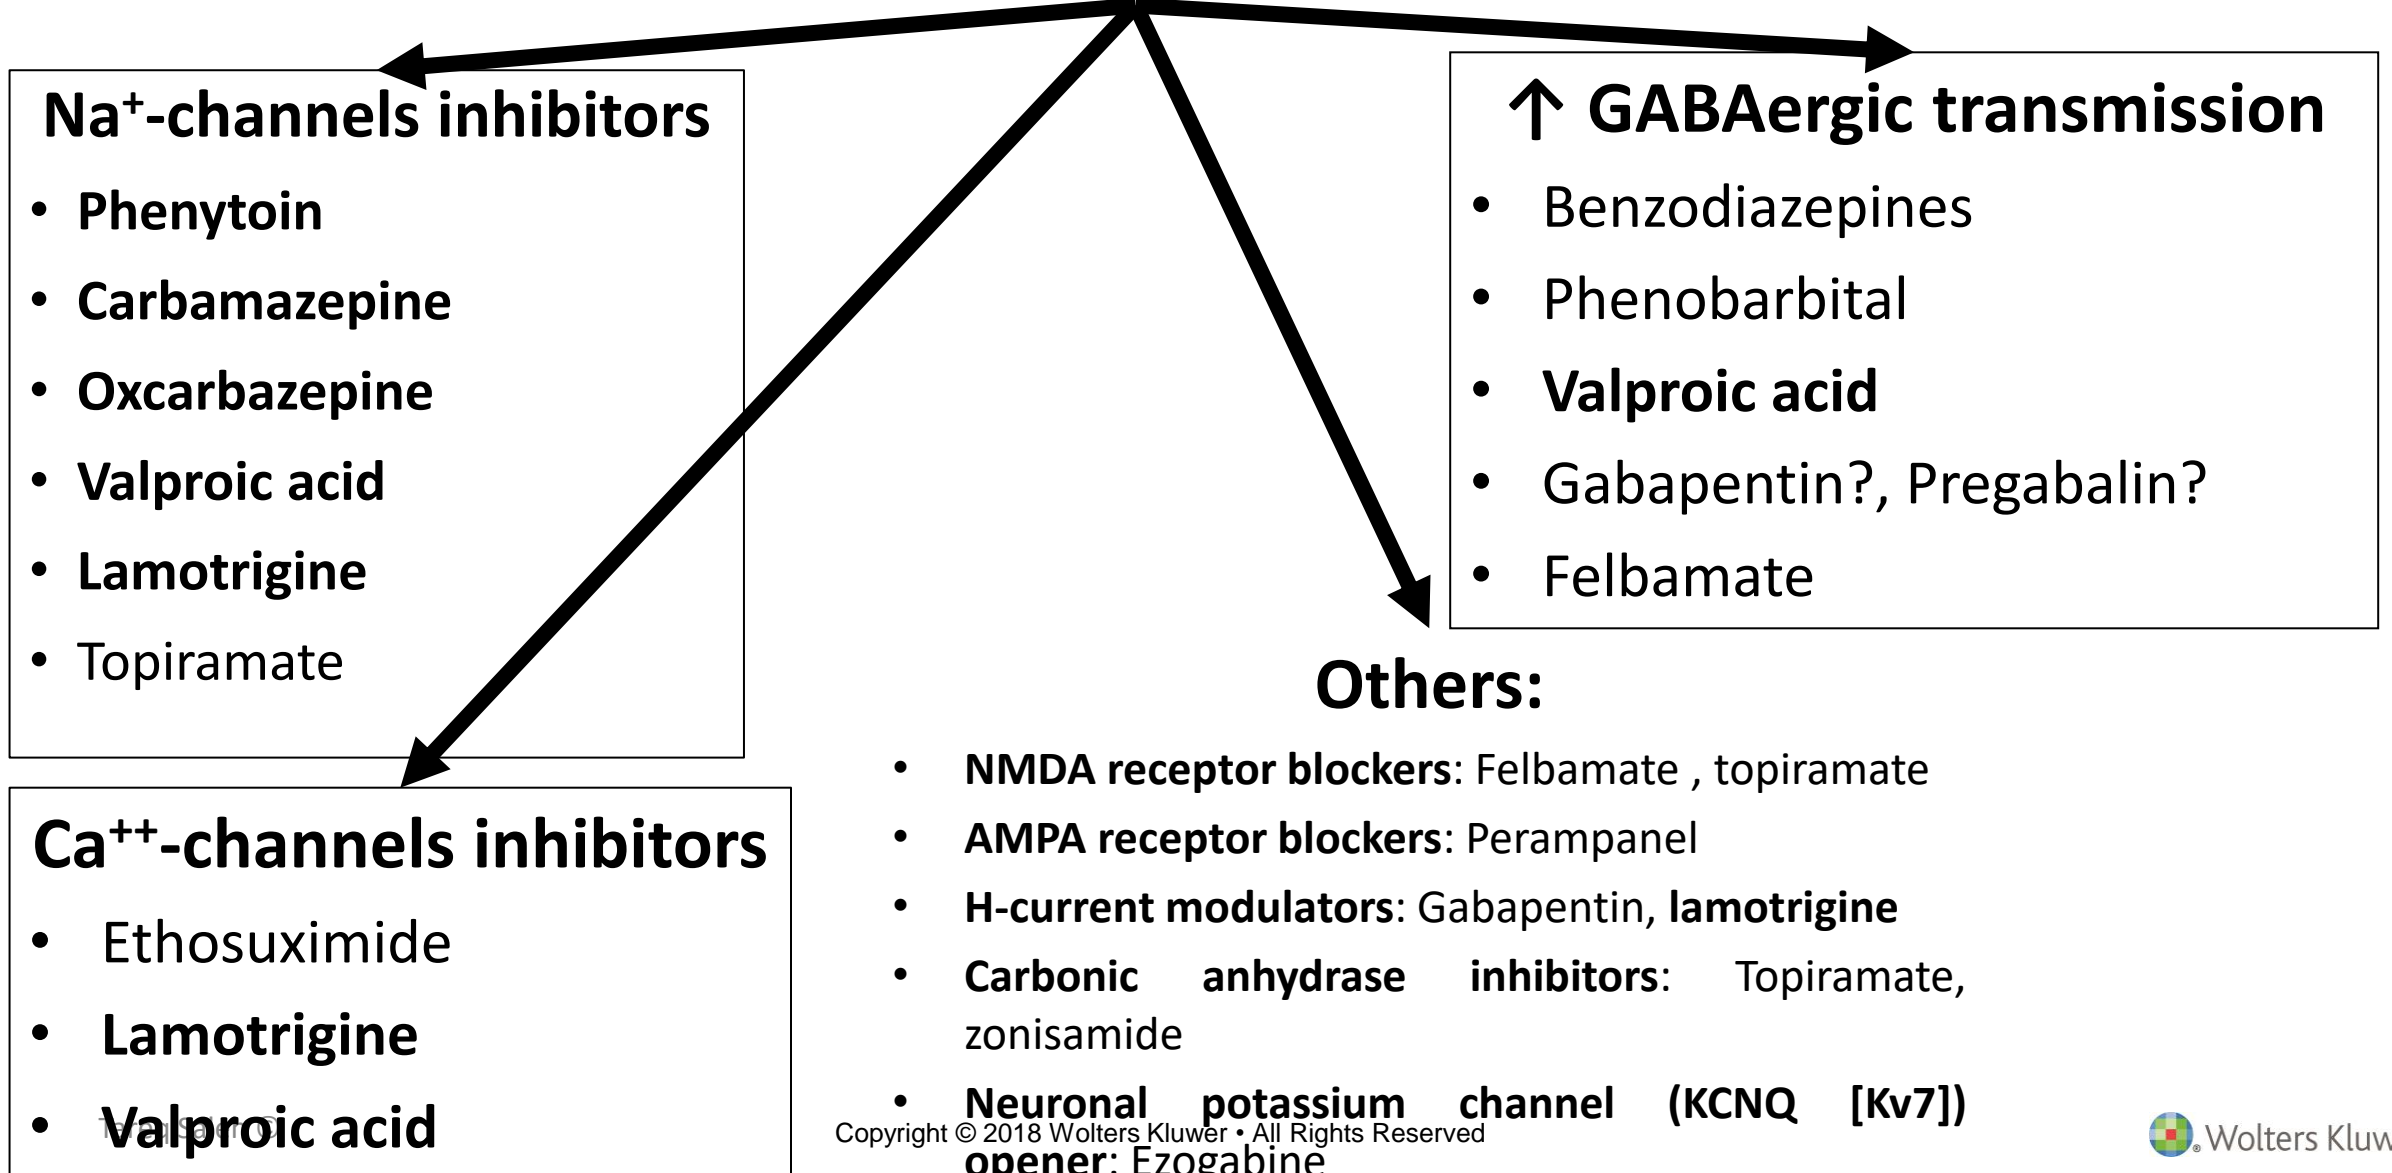 Na⁺-channels inhibitors
• Phenytoin
• Carbamazepine
• Oxcarbazepine
• Valproic acid
• Lamotrigine
• Topiramate
↑ GABAergic transmission
• Benzodiazepines
• Phenobarbital
• Valproic acid
• Gabapentin?, Pregabalin?
• Felbamate
Ca⁺⁺-channels inhibitors
• Ethosuximide
• Lamotrigine
• Valproic acid
Others:
• NMDA receptor blockers: Felbamate , topiramate
• AMPA receptor blockers: Perampanel
• H-current modulators: Gabapentin, lamotrigine
• Carbonic anhydrase inhibitors: Topiramate,
zonisamide
• Neuronal potassium channel (KCNQ [Kv7])
opener: Ezogabine
Copyright © 2018 Wolters Kluwer • All Rights Reserved
Wolters Kluw